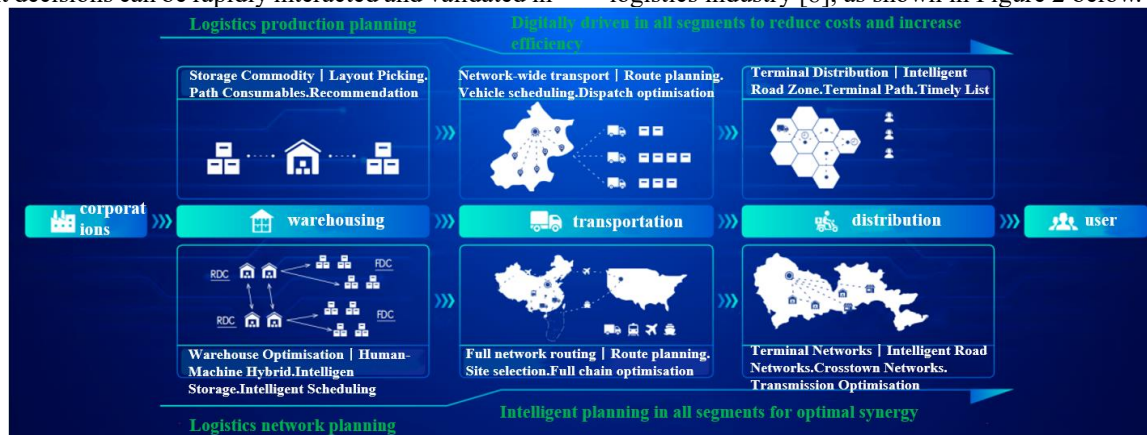 t decisions can be rapidly interacted and validated in
logistics industry [8], as shown in Figure 2 below.
Logistics production planning
Digitally driven in all segments to reduce costs and increase
efficiency
Storage Commodity | Layout Picking.
Path Consumables.Recommendation
Network-wide transport | Route planning.
Vehicle scheduling.Dispatch optimisation
Terminal Distribution | Intelligent
Road Zone.Terminal Path.Timely List
corporat
ions
warehousing
transportation
distribution
user
RDC
FDC
RDC
FDC
Warehouse Optimisation | Human-
Machine Hybrid.Intelligen
Storage.Intelligent Scheduling
Full network routing | Route planning.
Site selection.Full chain optimisation
Terminal Networks | Intelligent Road
Networks.Crosstown Networks.
Transmission Optimisation
Logistics network planning
Intelligent planning in all segments for optimal synergy